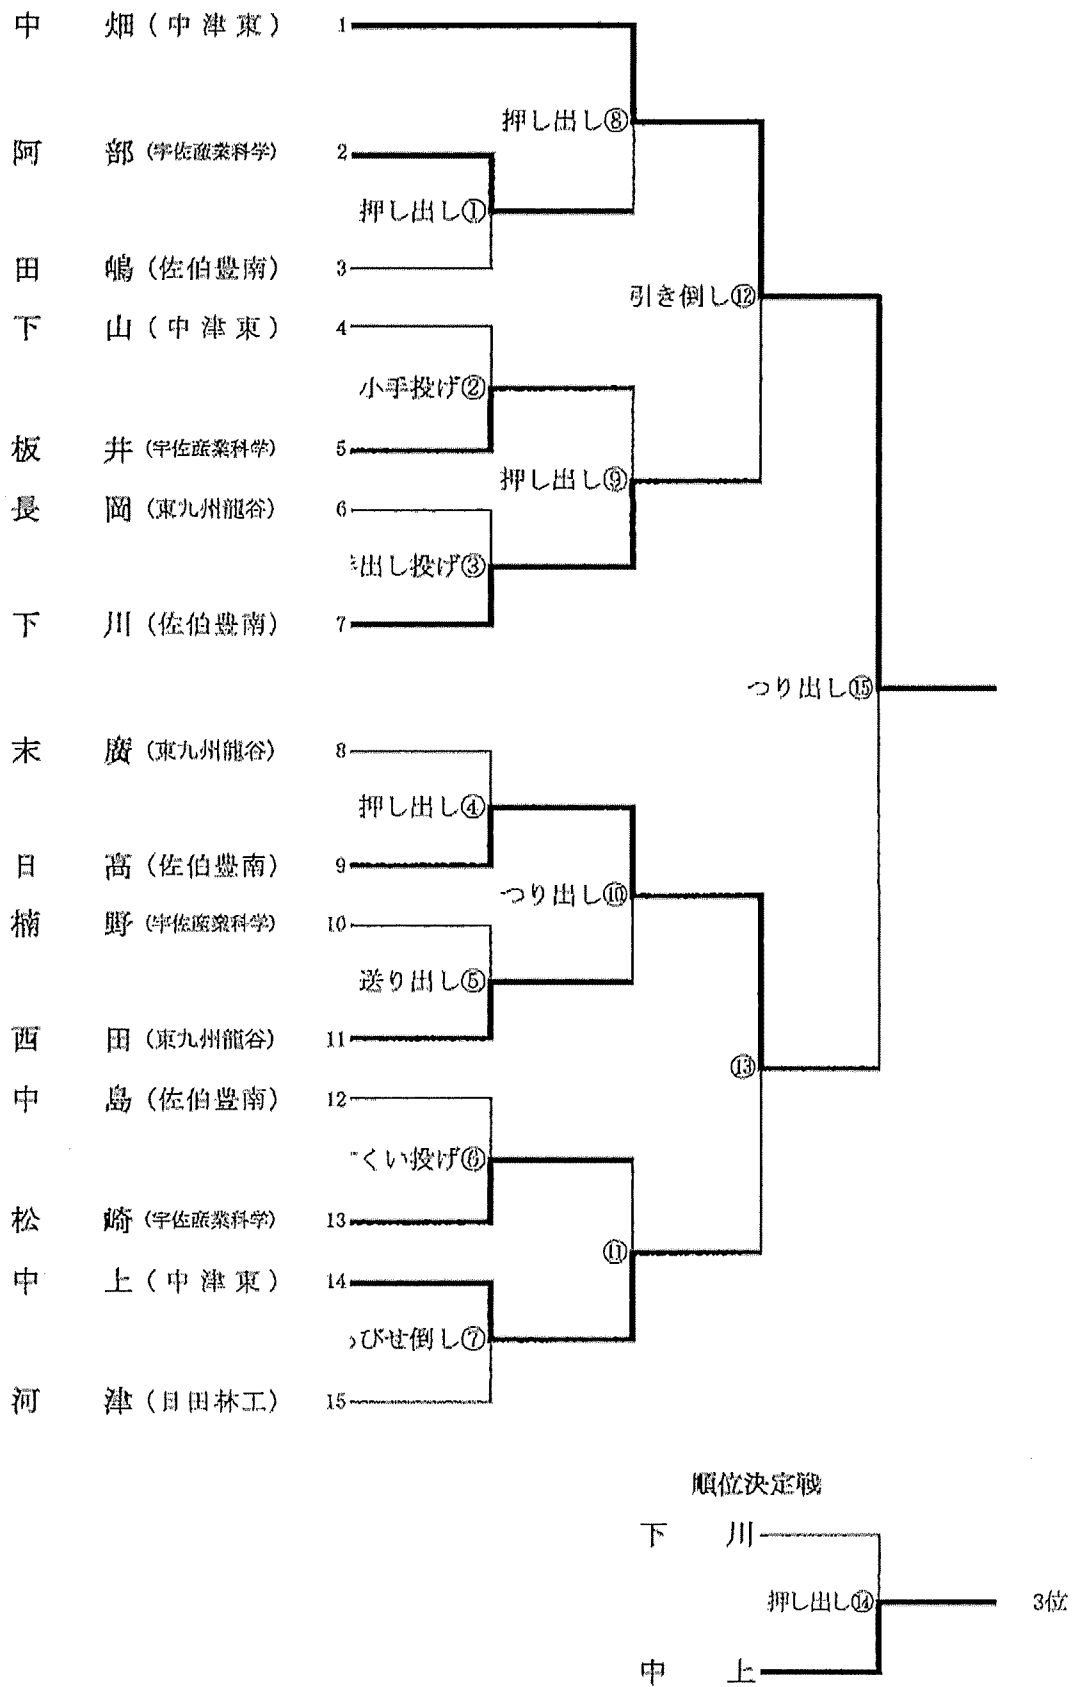 中 畑 (中津東) 1
押し出し⑧
阿 部 (宇佐産業科学) 2
押し出し①
田 嶋 (佐伯豊南) 3
引き倒し⑫
下 山 (中津東) 4
小手投げ②
板 井 (宇佐産業科学) 5
押し出し⑨
長 岡 (東九州龍谷) 6
出し投げ③
下 川 (佐伯豊南) 7
つり出し⑮
末 廣 (東九州龍谷) 8
押し出し④
日 高 (佐伯豊南) 9
つり出し⑩
楠 野 (宇佐産業科学) 10
送り出し⑤
西 田 (東九州龍谷) 11
⑬
中 島 (佐伯豊南) 12
くい投げ⑥
松 崎 (宇佐産業科学) 13
⑪
中 上 (中津東) 14
びせ倒し⑦
河 津 (日田林工) 15
順位決定戦
下 川
押し出し⑭ 3位
中 上